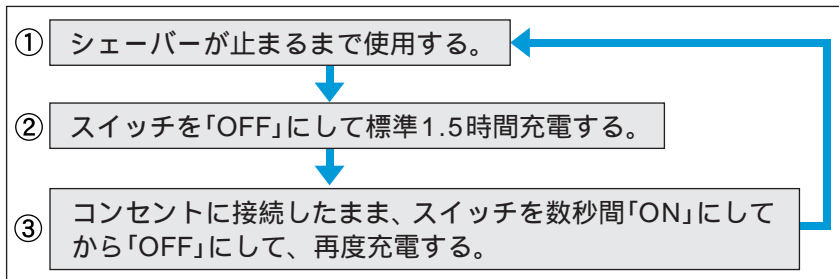 ① シェーバーが止まるまで使用する。
② スイッチを｢OFF｣にして標準1.5時間充電する。
③ コンセントに接続したまま、スイッチを数秒間｢ON｣にして
から｢OFF｣にして、再度充電する。